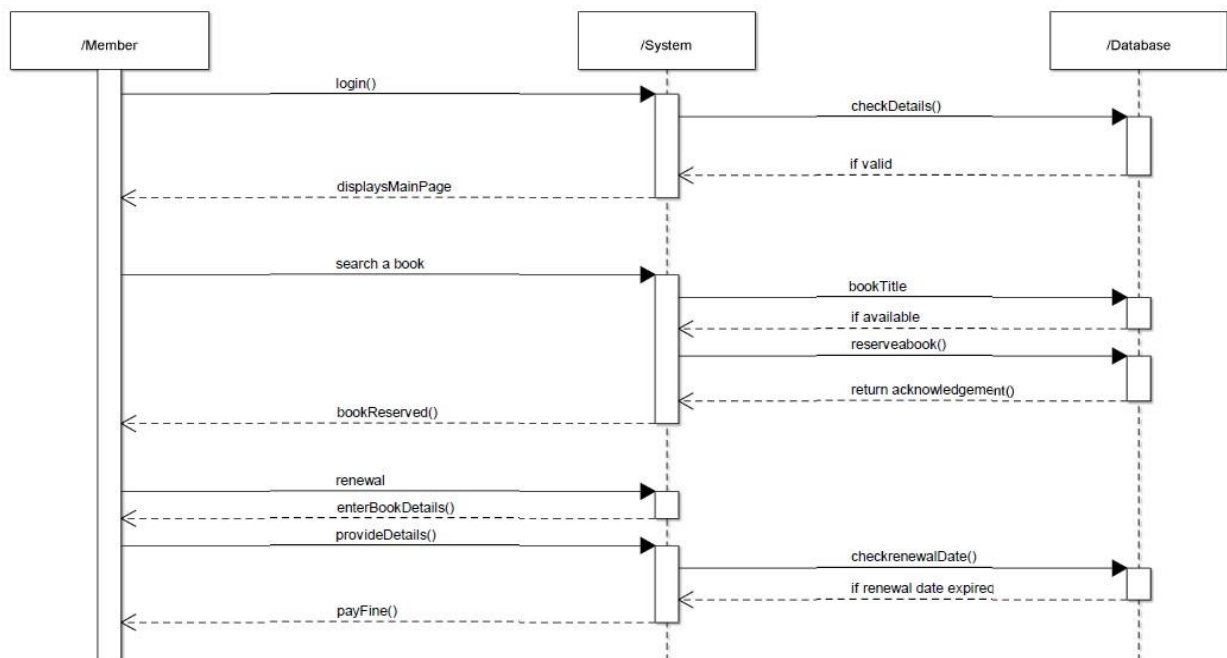 /Member
/System
/Database
login()
checkDetails()
if valid
displaysMainPage
search a book
bookTitle
if available
reserveabook()
return acknowledgement()
bookReserved()
renewal
enterBookDetails()
provideDetails()
checkrenewalDate()
if renewal date expired
payFine()